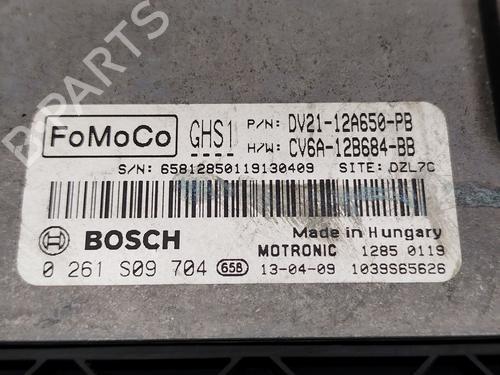 FoMoCo GHS1 P/N: DV21-12A650-PB
H/W: CV6A-12B684-BB
S/N: 65812850119130409 SITE: DZL7C
BOSCH Made in Hungary
MOTRONIC 1285 0119
0 261 S09 704 658 13-04-09 1039S65626
B-PARTS